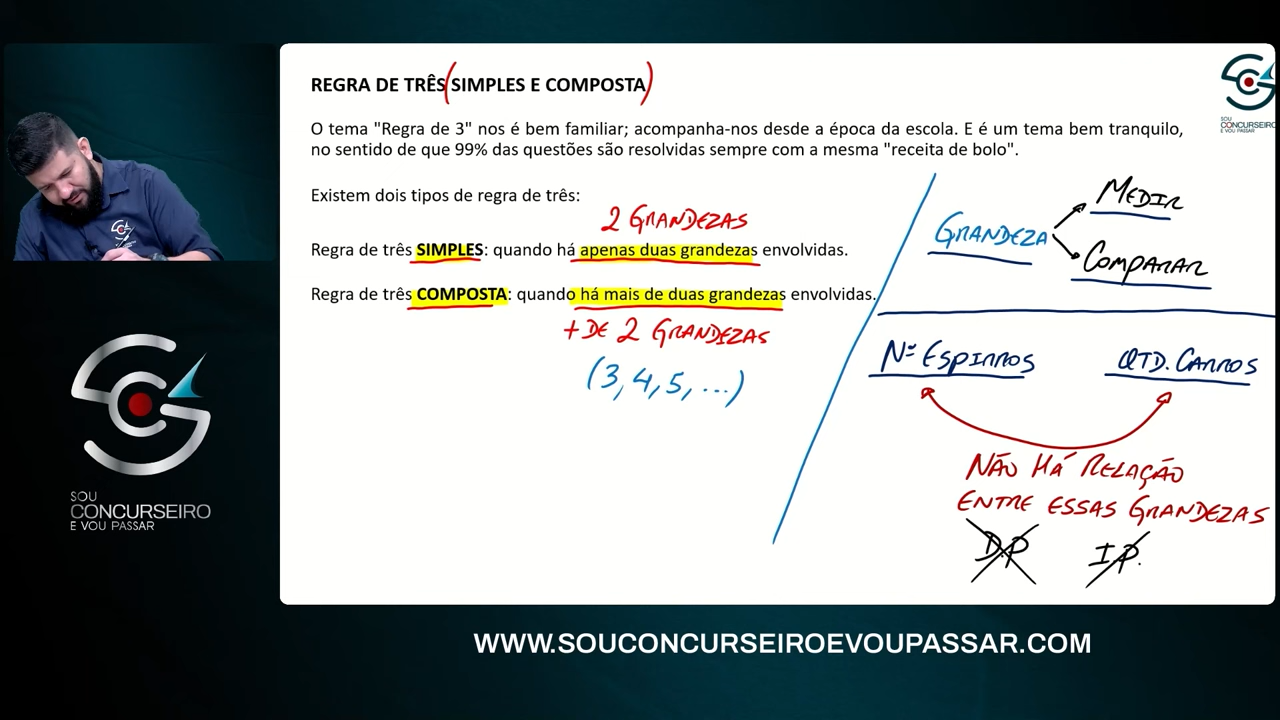 REGRA DE TRÊS (SIMPLES E COMPOSTA)
O tema "Regra de 3" nos é bem familiar; acompanha-nos desde a época da escola. E é um tema bem tranquilo,
no sentido de que 99% das questões são resolvidas sempre com a mesma "receita de bolo".
Existem dois tipos de regra de três:
2 GRANDEZAS
Regra de três SIMPLES: quando há apenas duas grandezas envolvidas.
Regra de três COMPOSTA: quando há mais de duas grandezas envolvidas.
+ DE 2 GRANDEZAS
(3, 4, 5, ...)
GRANDEZA
MEDIR
COMPARAR
Nº ESPIRROS
QTD. CARROS
NÃO HÁ RELAÇÃO
ENTRE ESSAS GRANDEZAS
D.P
I.P.
SOU
CONCURSEIRO
E VOU PASSAR
SOU
CONCURSEIRO
E VOU PASSAR
WWW.SOUCONCURSEIROEVOUPASSAR.COM